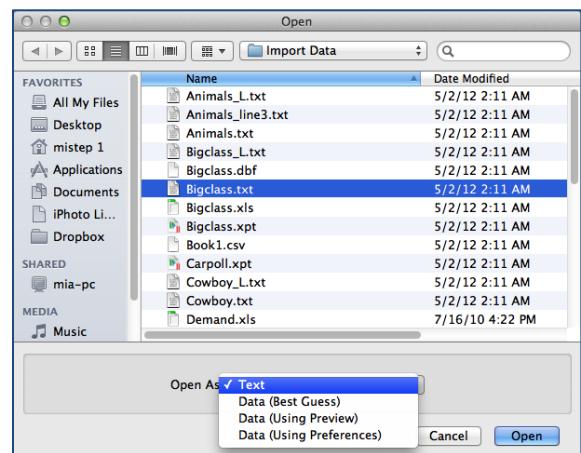 Open
Import Data
FAVORITES
All My Files
Desktop
mistep 1
Applications
Documents
iPhoto Li...
Dropbox
SHARED
mia-pc
MEDIA
Music
Name Date Modified
Animals_L.txt 5/2/12 2:11 AM
Animals_line3.txt 5/2/12 2:11 AM
Animals.txt 5/2/12 2:11 AM
Bigclass_L.txt 5/2/12 2:11 AM
Bigclass.dbf 5/2/12 2:11 AM
Bigclass.txt 5/2/12 2:11 AM
Bigclass.xls 5/2/12 2:11 AM
Bigclass.xpt 5/2/12 2:11 AM
Book1.csv 5/2/12 2:11 AM
Carpoll.xpt 5/2/12 2:11 AM
Cowboy_L.txt 5/2/12 2:11 AM
Cowboy.txt 5/2/12 2:11 AM
Demand.xls 7/16/10 4:22 PM
Open As ✓ Text
Data (Best Guess)
Data (Using Preview)
Data (Using Preferences)
Cancel Open